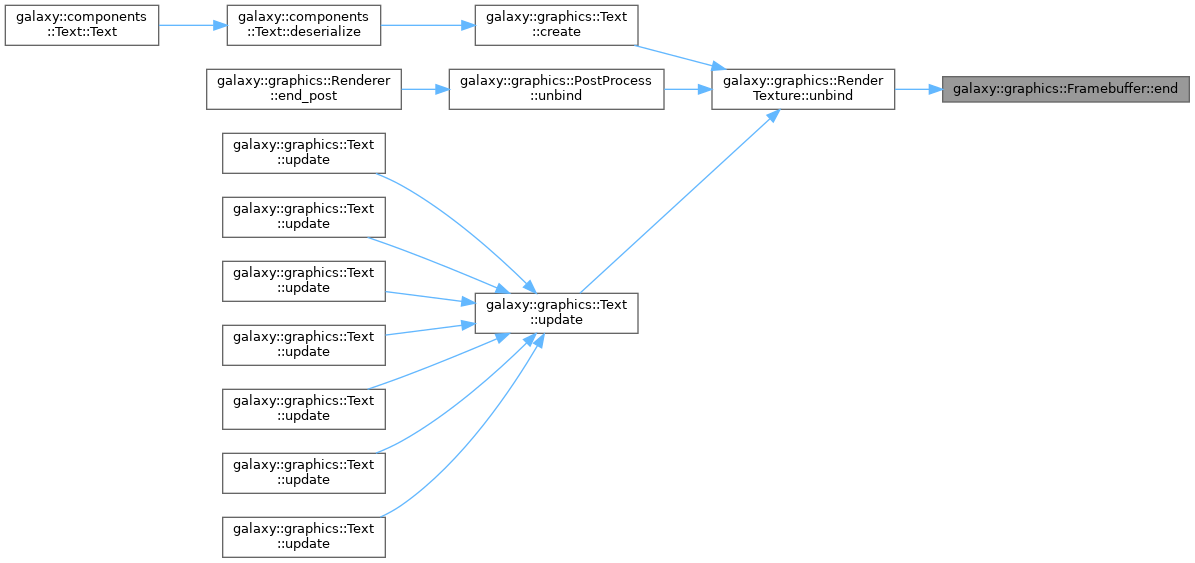 galaxy::components
::Text::Text
galaxy::components
::Text::deserialize
galaxy::graphics::Text
::create
galaxy::graphics::Renderer
::end_post
galaxy::graphics::PostProcess
::unbind
galaxy::graphics::Render
Texture::unbind
galaxy::graphics::Framebuffer::end
galaxy::graphics::Text
::update
galaxy::graphics::Text
::update
galaxy::graphics::Text
::update
galaxy::graphics::Text
::update
galaxy::graphics::Text
::update
galaxy::graphics::Text
::update
galaxy::graphics::Text
::update
galaxy::graphics::Text
::update